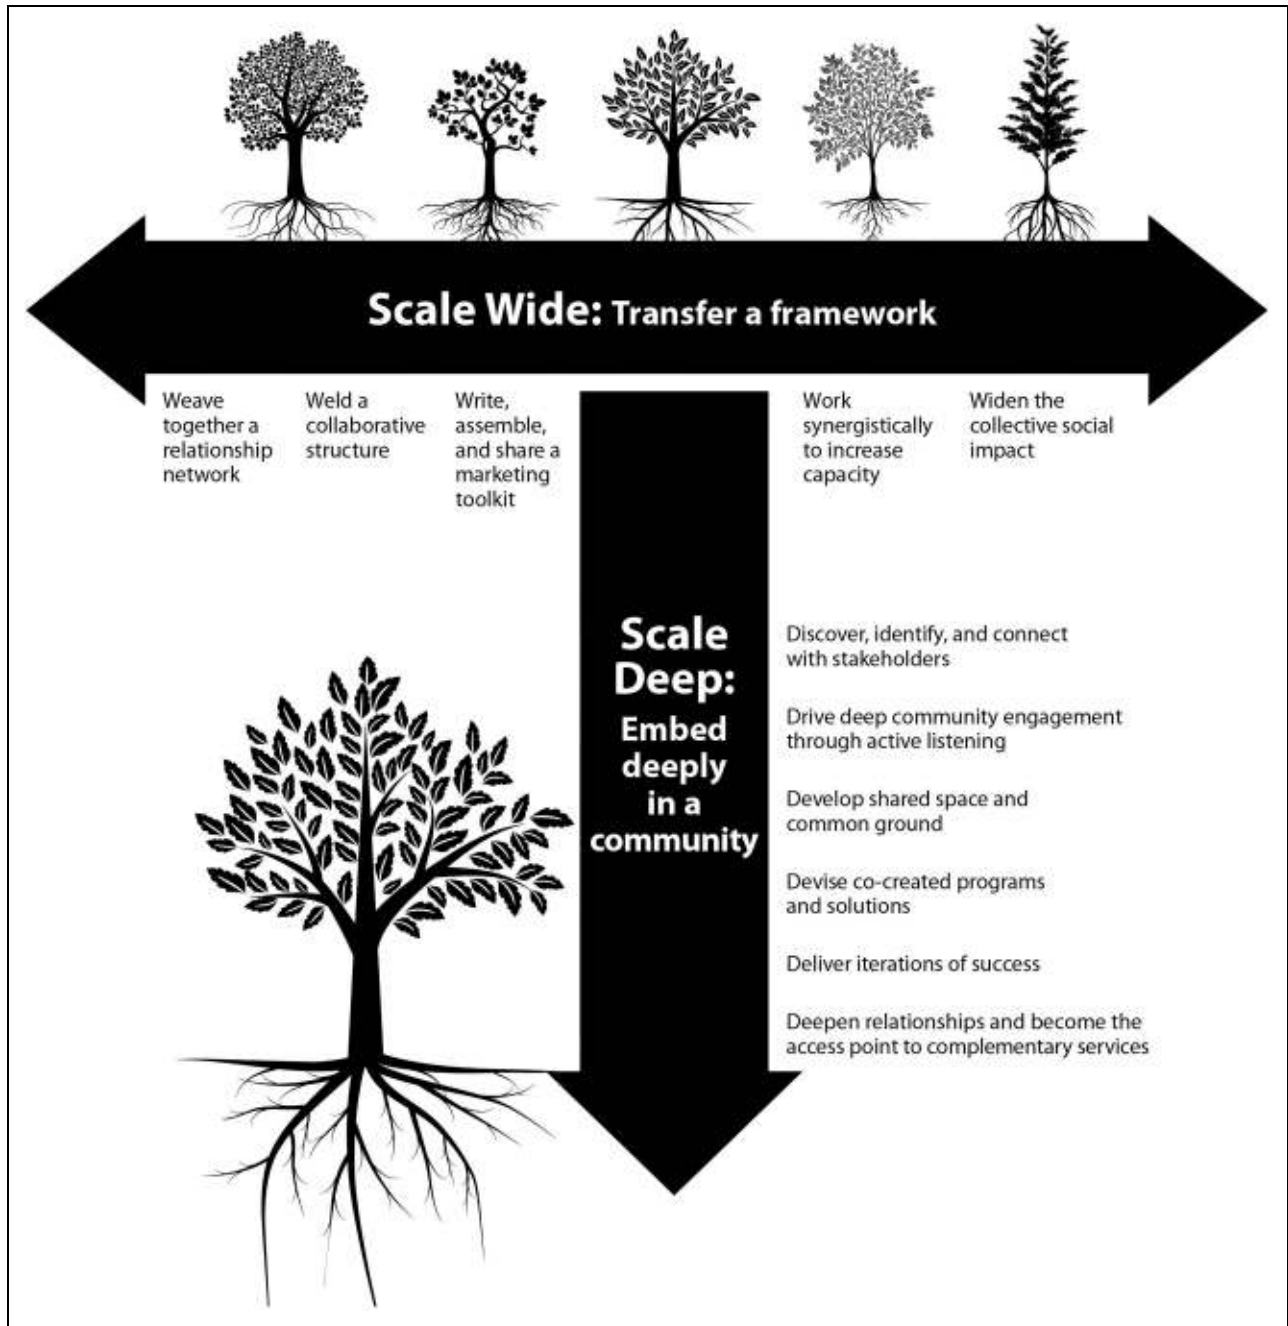 Scale Wide: Transfer a framework
Weave
together a
relationship
network
Weld a
collaborative
structure
Write,
assemble,
and share a
marketing
toolkit
Work
synergistically
to increase
capacity
Widen the
collective social
impact
Scale
Deep:
Embed
deeply
in a
community
Discover, identify, and connect
with stakeholders
Drive deep community engagement
through active listening
Develop shared space and
common ground
Devise co-created programs
and solutions
Deliver iterations of success
Deepen relationships and become the
access point to complementary services